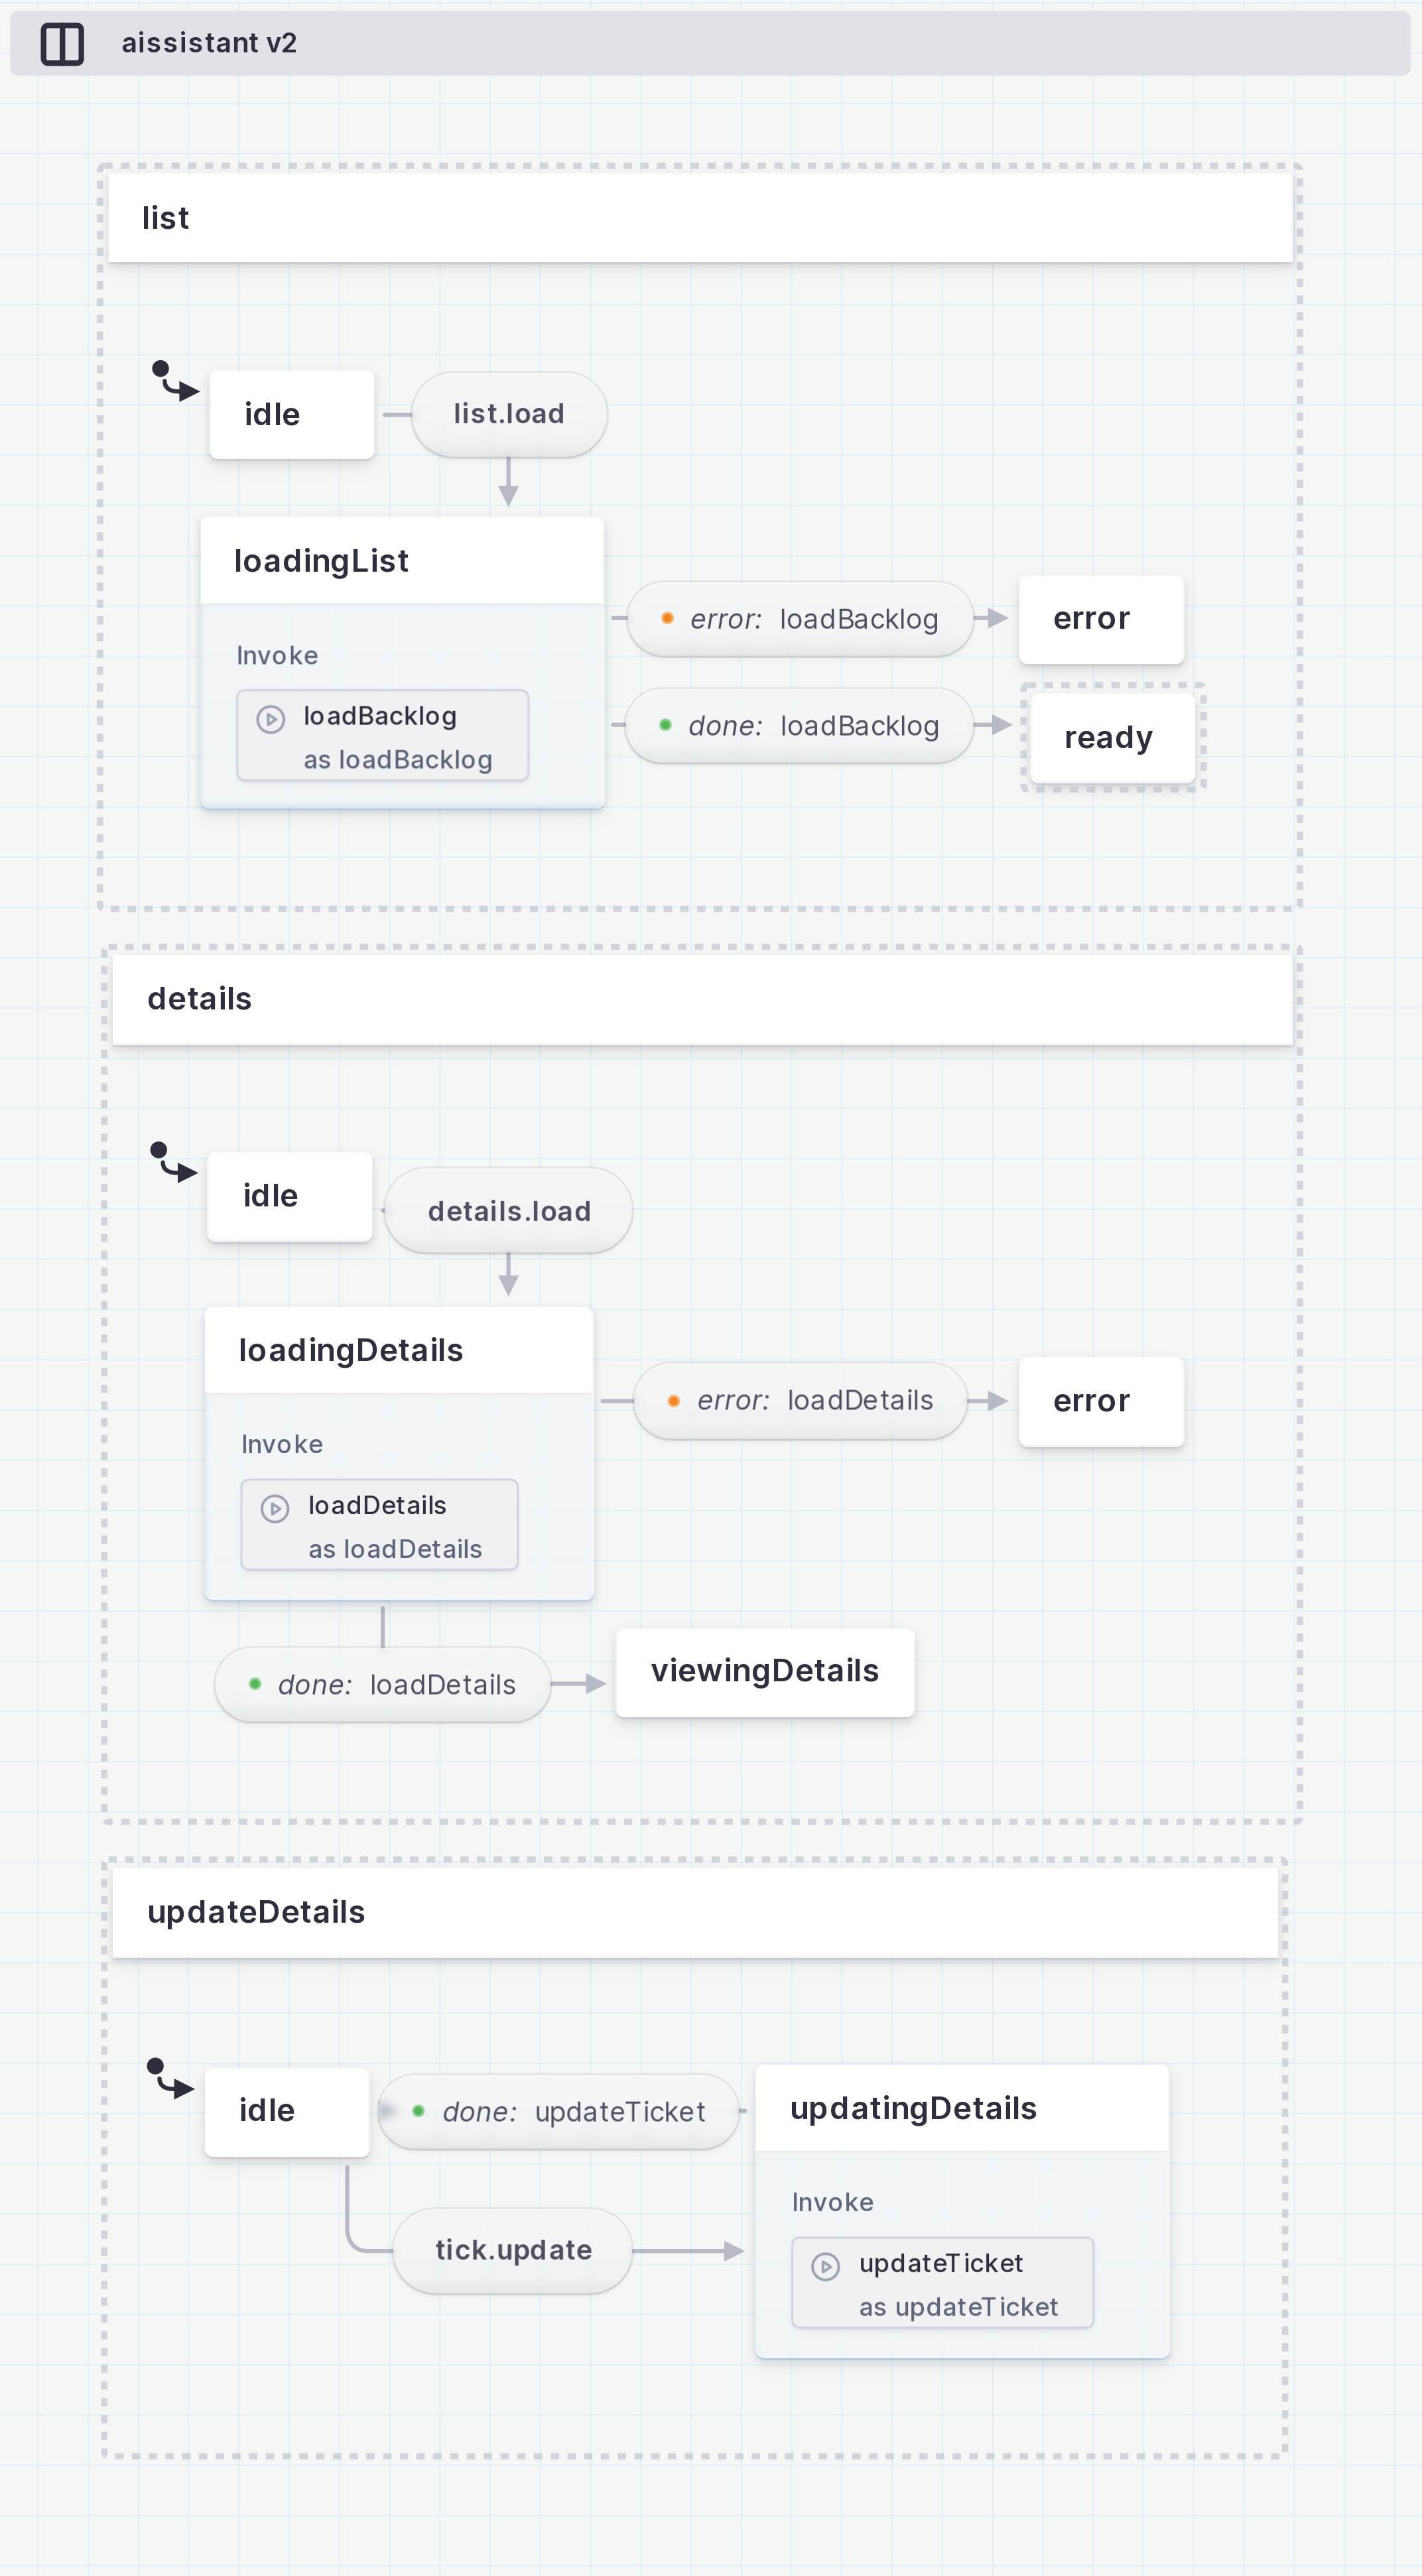 aissistant v2
list
idle
list.load
loadingList
error: loadBacklog
error
Invoke
loadBacklog
as loadBacklog
done: loadBacklog
ready
details
idle
details.load
loadingDetails
error: loadDetails
error
Invoke
loadDetails
as loadDetails
done: loadDetails
viewingDetails
updateDetails
idle
done: updateTicket
updatingDetails
tick.update
Invoke
updateTicket
as updateTicket